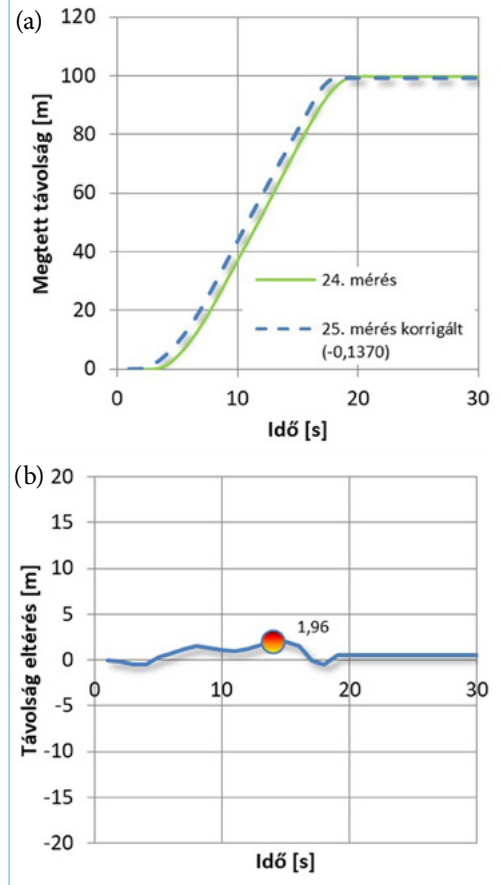 (a)
120
100
80
60
40
20
0
Megtett távolság [m]
24. mérés
25. mérés korrigált
(-0,1370)
0 10 20 30
Idő [s]
(b)
20
15
10
5
0
-5
-10
-15
-20
Távolság eltérés [m]
1,96
0 10 20 30
Idő [s]